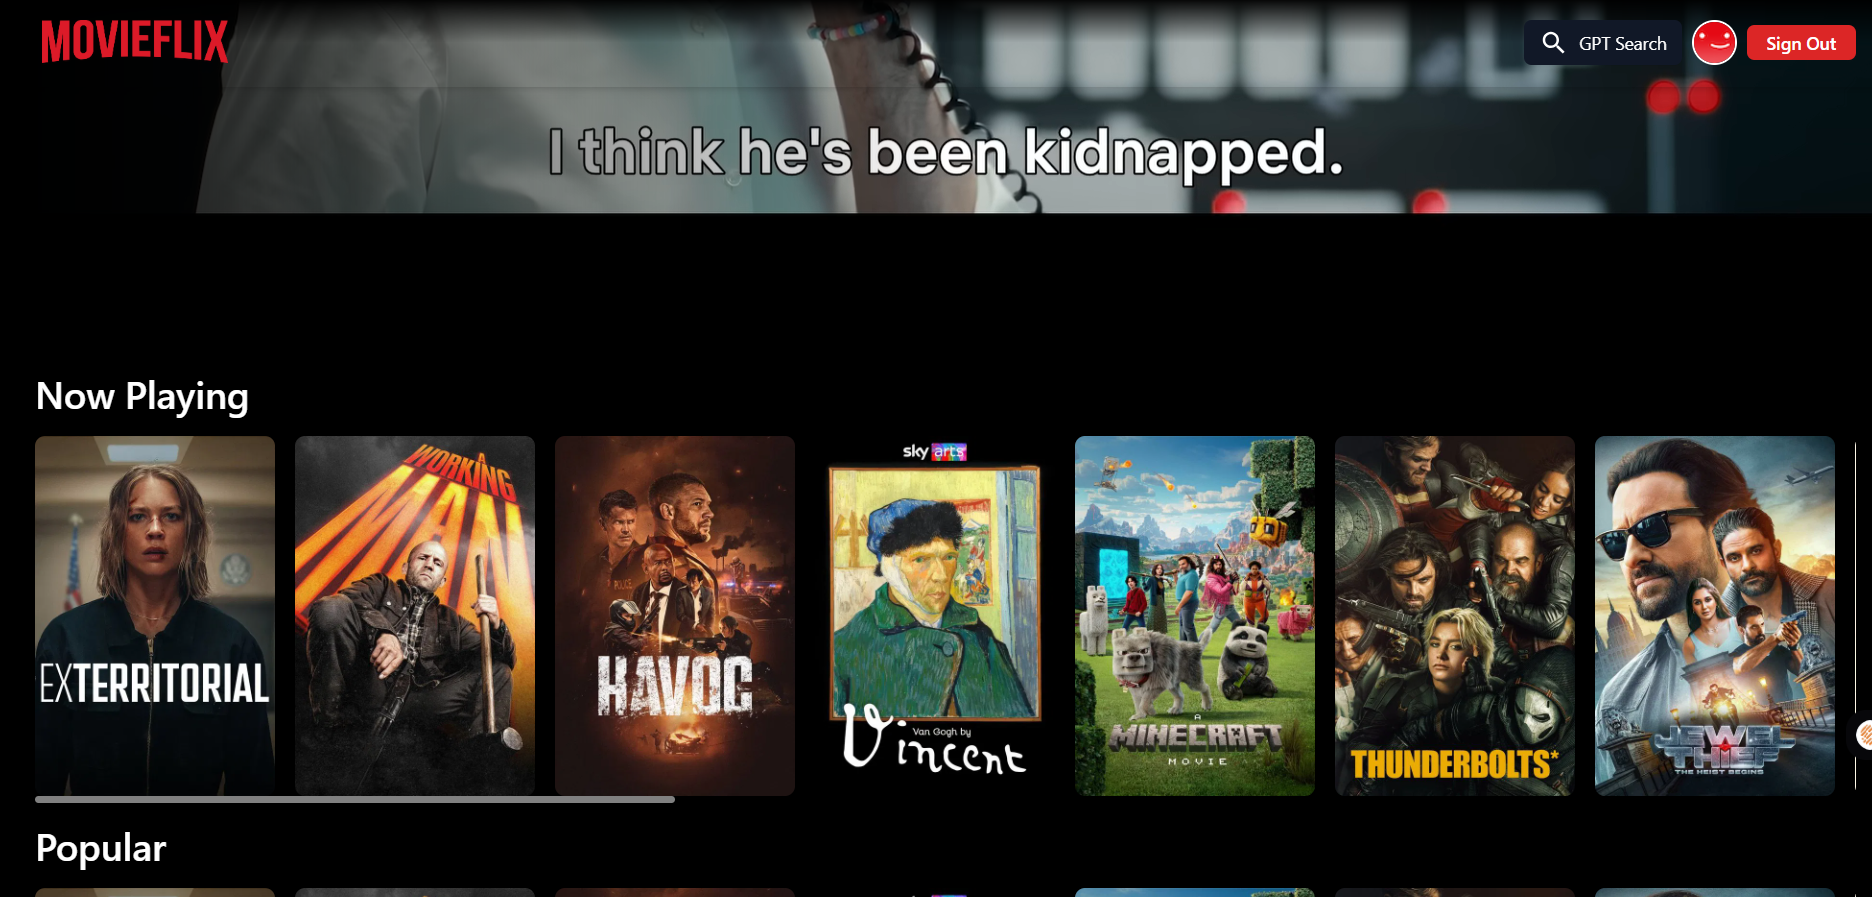 MOVIEFLIX
GPT Search
Sign Out
I think he's been kidnapped.
Now Playing
EXTERRITORIAL
A
WORKING
MAN
HAVOC
sky arts
Van Gogh by
Vincent
A
MINECRAFT
MOVIE
THUNDERBOLTS*
JEWEL
THIEF
THE HEIST BEGINS
Popular